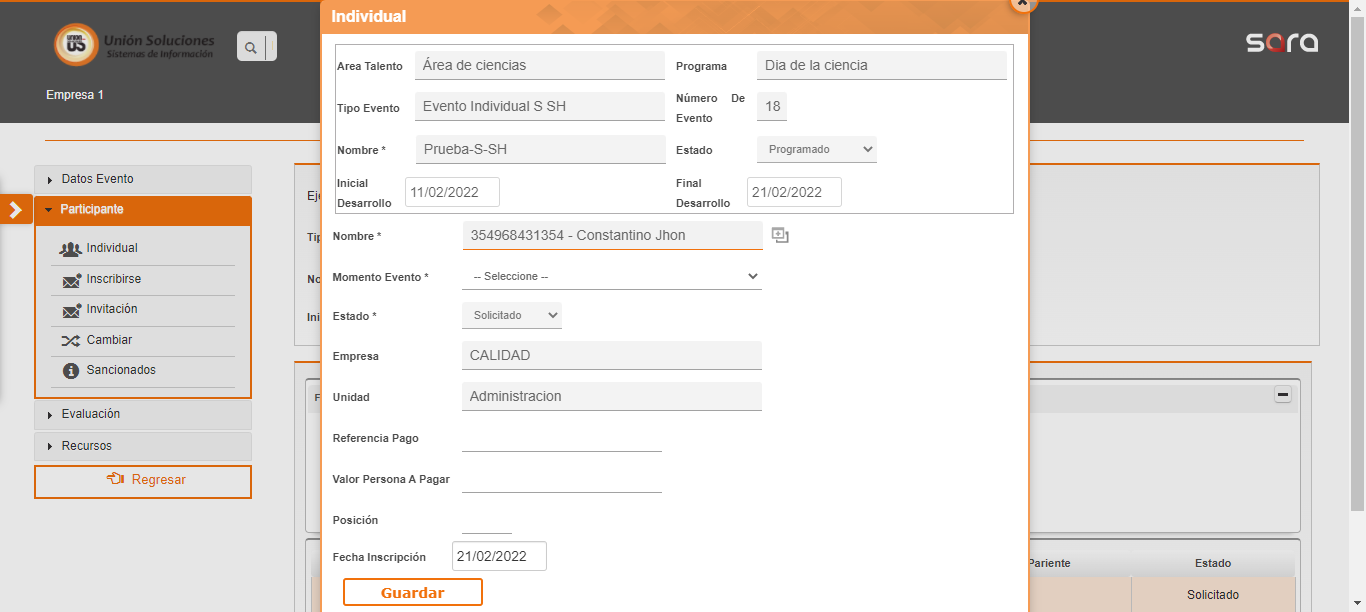 Individual
Unión Soluciones
Sistemas de Información
sara
Empresa 1
Area Talento Área de ciencias Programa Dia de la ciencia
Tipo Evento Evento Individual S SH Número De Evento 18
Nombre * Prueba-S-SH Estado Programado
Inicial Desarrollo 11/02/2022 Final Desarrollo 21/02/2022
Nombre * 354968431354 - Constantino Jhon
Momento Evento * -- Seleccione --
Estado * Solicitado
Empresa CALIDAD
Unidad Administracion
Referencia Pago
Valor Persona A Pagar
Posición
Fecha Inscripción 21/02/2022
Guardar
Datos Evento
Participante
Individual
Inscribirse
Invitación
Cambiar
Sancionados
Evaluación
Recursos
Regresar
Pariente Estado
Solicitado